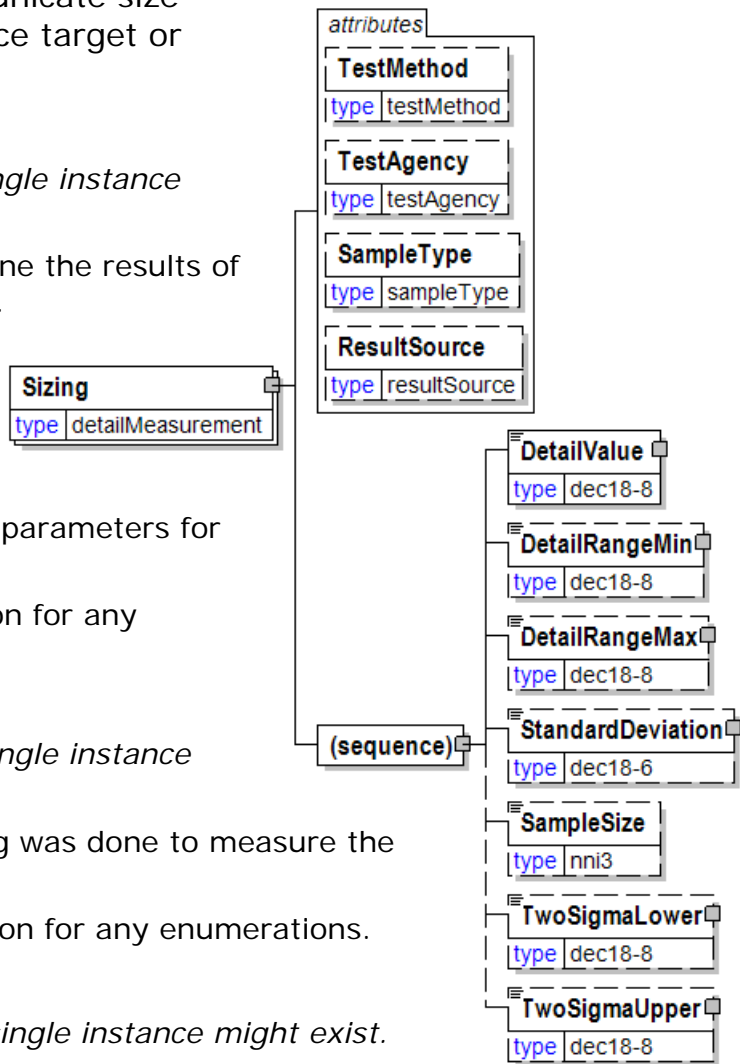 unicate size
ce target or
ngle instance
ne the results of
.
parameters for
on for any
ngle instance
g was done to measure the
on for any enumerations.
single instance might exist.
attributes
TestMethod
type testMethod
TestAgency
type testAgency
SampleType
type sampleType
ResultSource
type resultSource
Sizing
type detailMeasurement
(sequence)
DetailValue
type dec18-8
DetailRangeMin
type dec18-8
DetailRangeMax
type dec18-8
StandardDeviation
type dec18-6
SampleSize
type nni3
TwoSigmaLower
type dec18-8
TwoSigmaUpper
type dec18-8